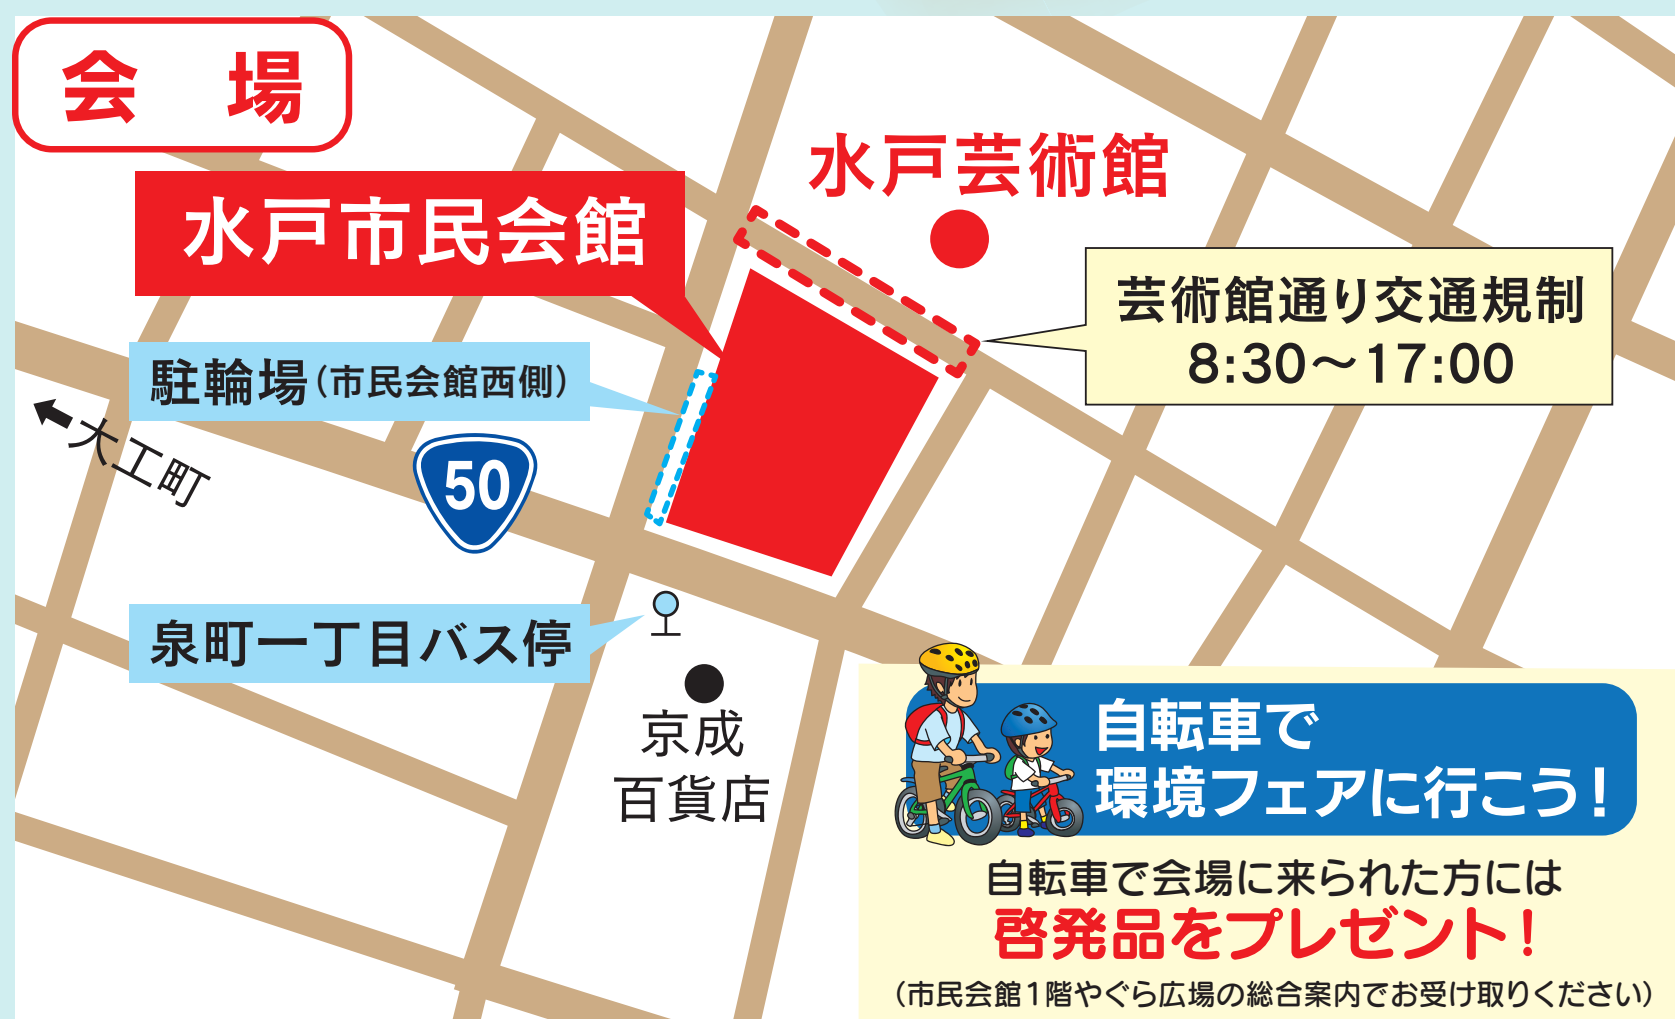 会場
水戸芸術館
水戸市民会館
芸術館通り交通規制
8:30〜17:00
駐輪場(市民会館西側)
大工町
50
泉町一丁目バス停
京成
百貨店
自転車で
環境フェアに行こう!
自転車で会場に来られた方には
啓発品をプレゼント!
(市民会館1階やぐら広場の総合案内でお受け取りください)